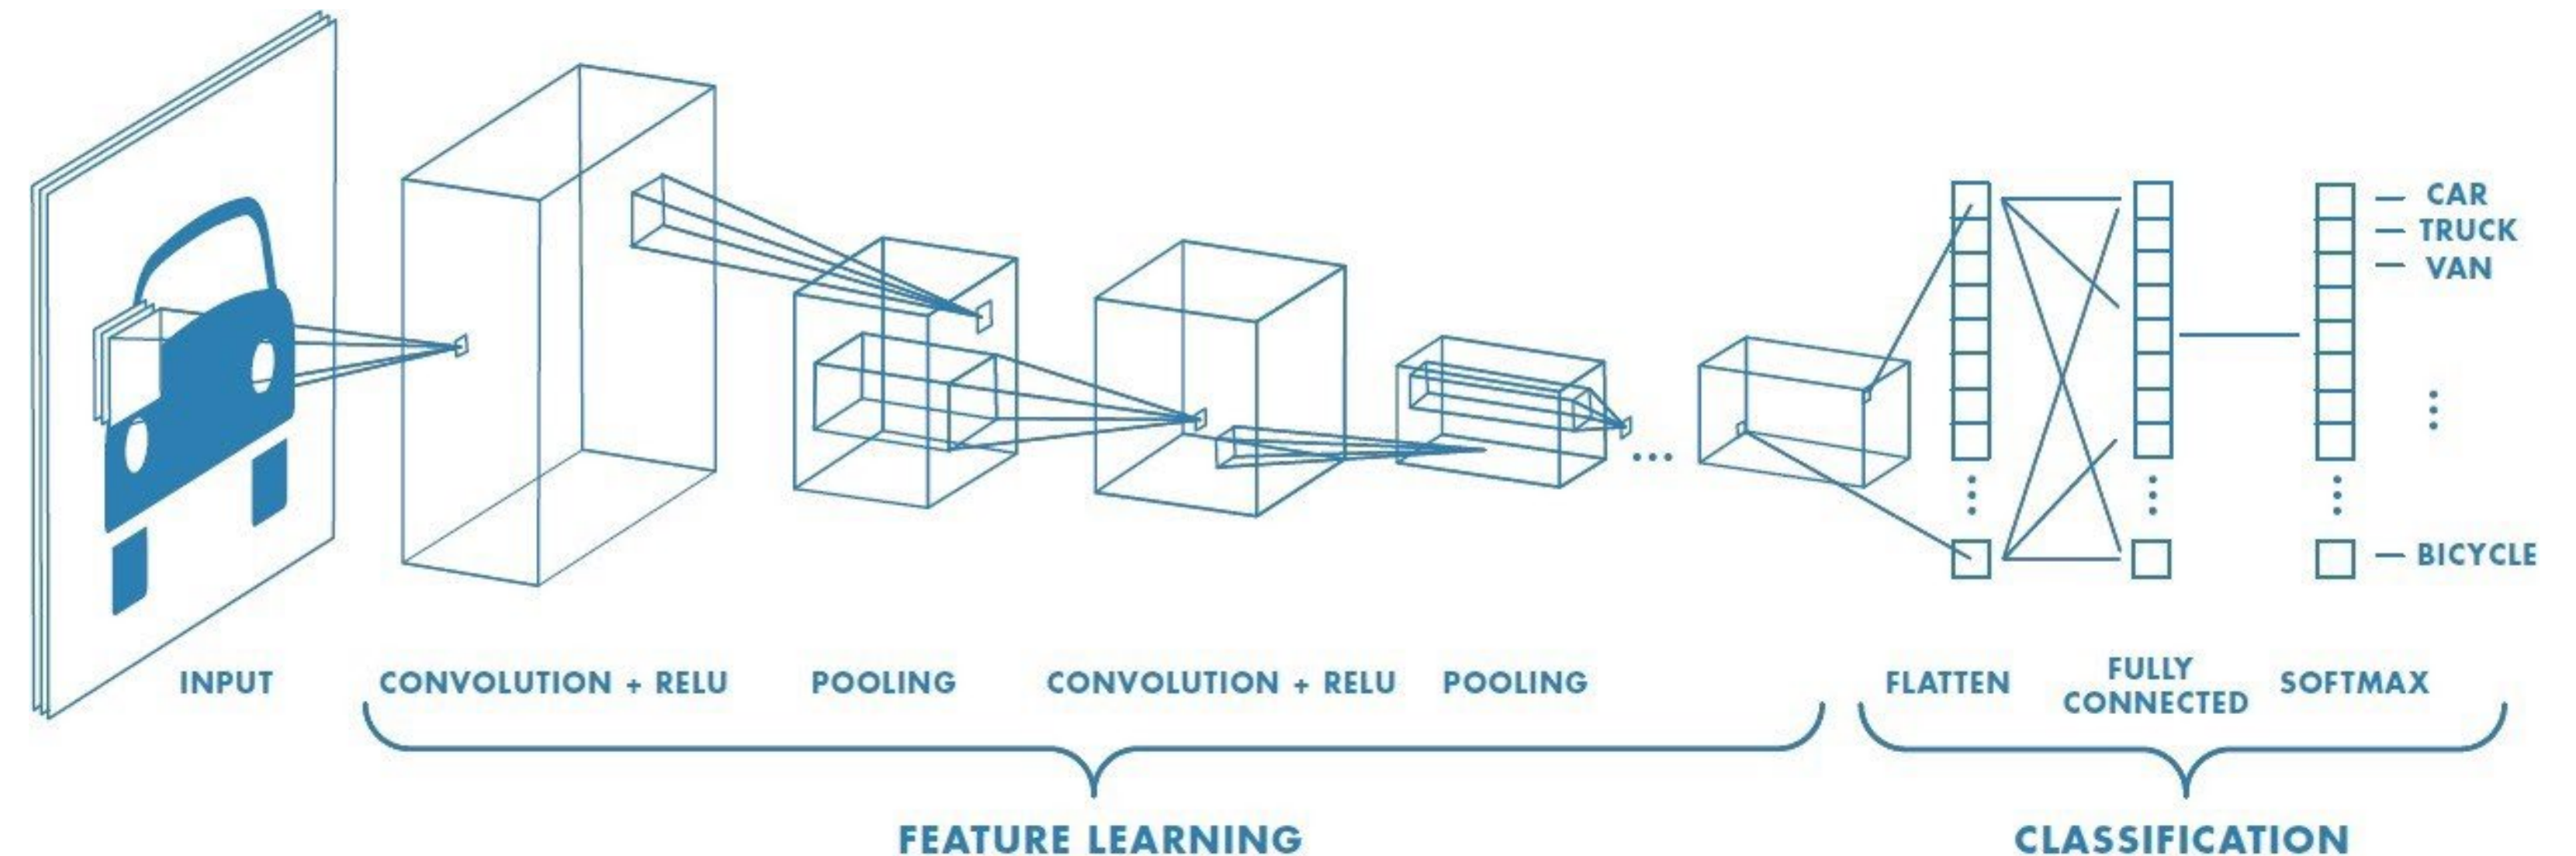 CAR
TRUCK
VAN
BICYCLE
INPUT
CONVOLUTION + RELU
POOLING
CONVOLUTION + RELU
POOLING
FLATTEN
FULLY
CONNECTED
SOFTMAX
FEATURE LEARNING
CLASSIFICATION